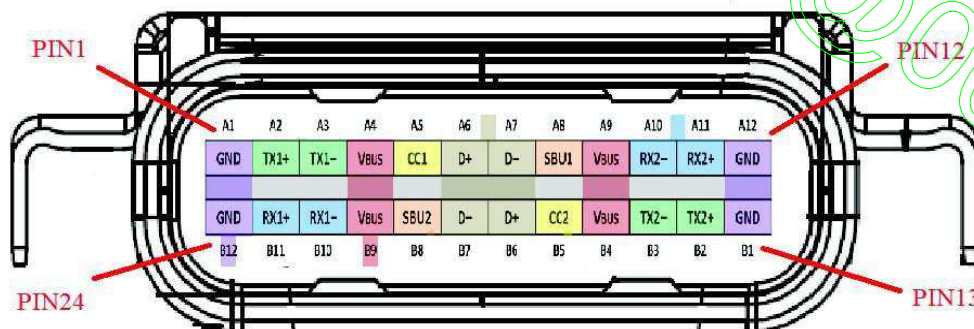 PIN1 PIN12
A1 A2 A3 A4 A5 A6 A7 A8 A9 A10 A11 A12
GND TX1+ TX1- VBUS CC1 D+ D- SBU1 VBUS RX2- RX2+ GND
GND RX1+ RX1- VBUS SBU2 D- D+ CC2 VBUS TX2- TX2+ GND
B12 B11 B10 B9 B8 B7 B6 B5 B4 B3 B2 B1
PIN24 PIN13